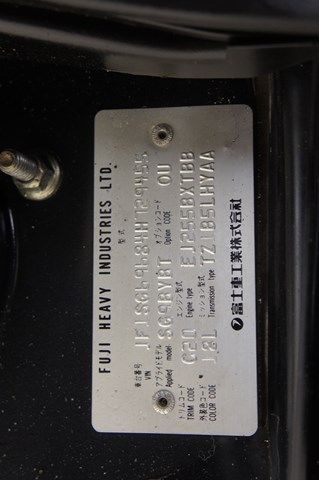 FUJI HEAVY INDUSTRIES LTD.
型式
車台番号
VIN JF1SG69684H729455
アプライドモデル オプションコード
Applied model SG9BYBT Option CODE OU
トリムコード エンジン型式
TRIM CODE G20 Engine type EJ255BXTBB
外装色コード ミッション型式
COLOR CODE Transmission type TZ1B5LHYAA
富士重工業株式会社